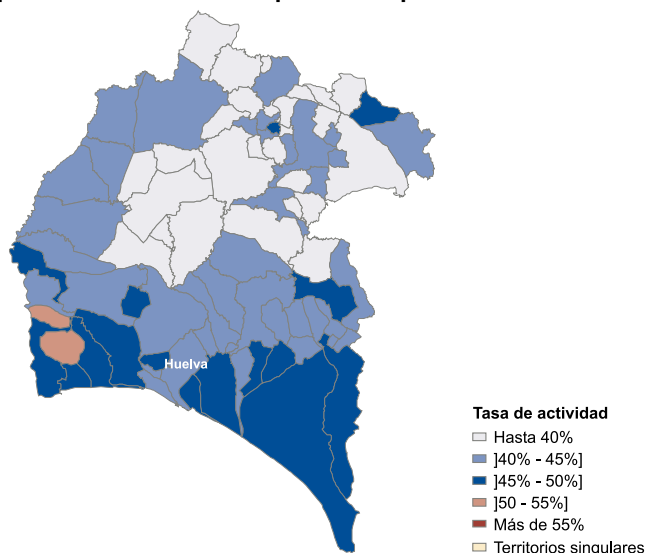 Huelva
Tasa de actividad
Hasta 40%
]40% - 45%]
]45% - 50%]
]50 - 55%]
Más de 55%
Territorios singulares